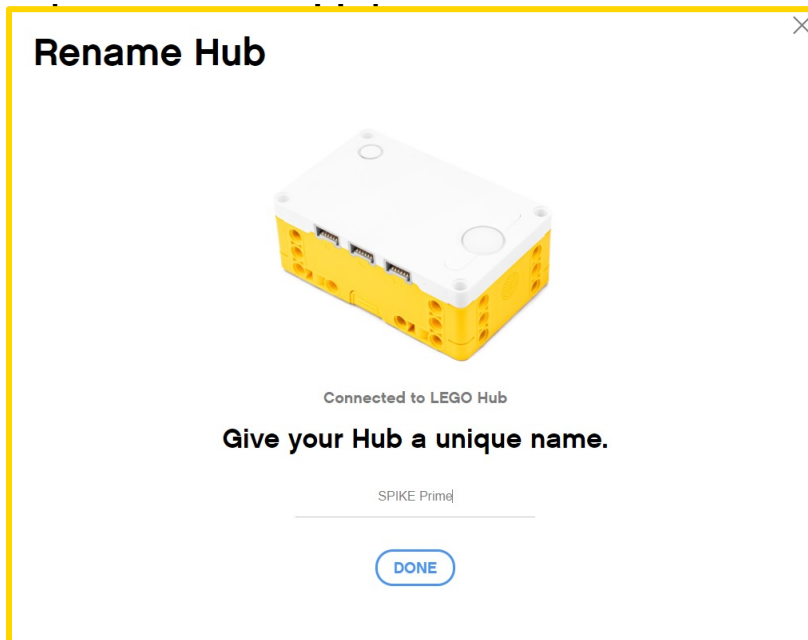 Rename Hub
Connected to LEGO Hub
Give your Hub a unique name.
SPIKE Prime
DONE